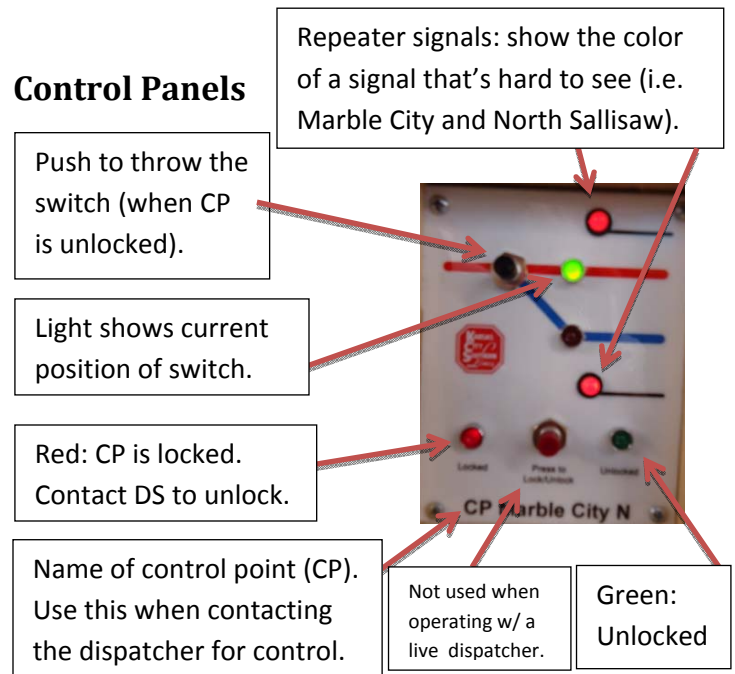 Control Panels
Repeater signals: show the color
of a signal that's hard to see (i.e.
Marble City and North Sallisaw).
Push to throw the
switch (when CP
is unlocked).
Light shows current
position of switch.
Red: CP is locked.
Contact DS to unlock.
Locked
Press to
Lock/Unlock
Unlocked
CP Marble City N
Name of control point (CP).
Use this when contacting
the dispatcher for control.
Not used when
operating w/ a
live dispatcher.
Green:
Unlocked